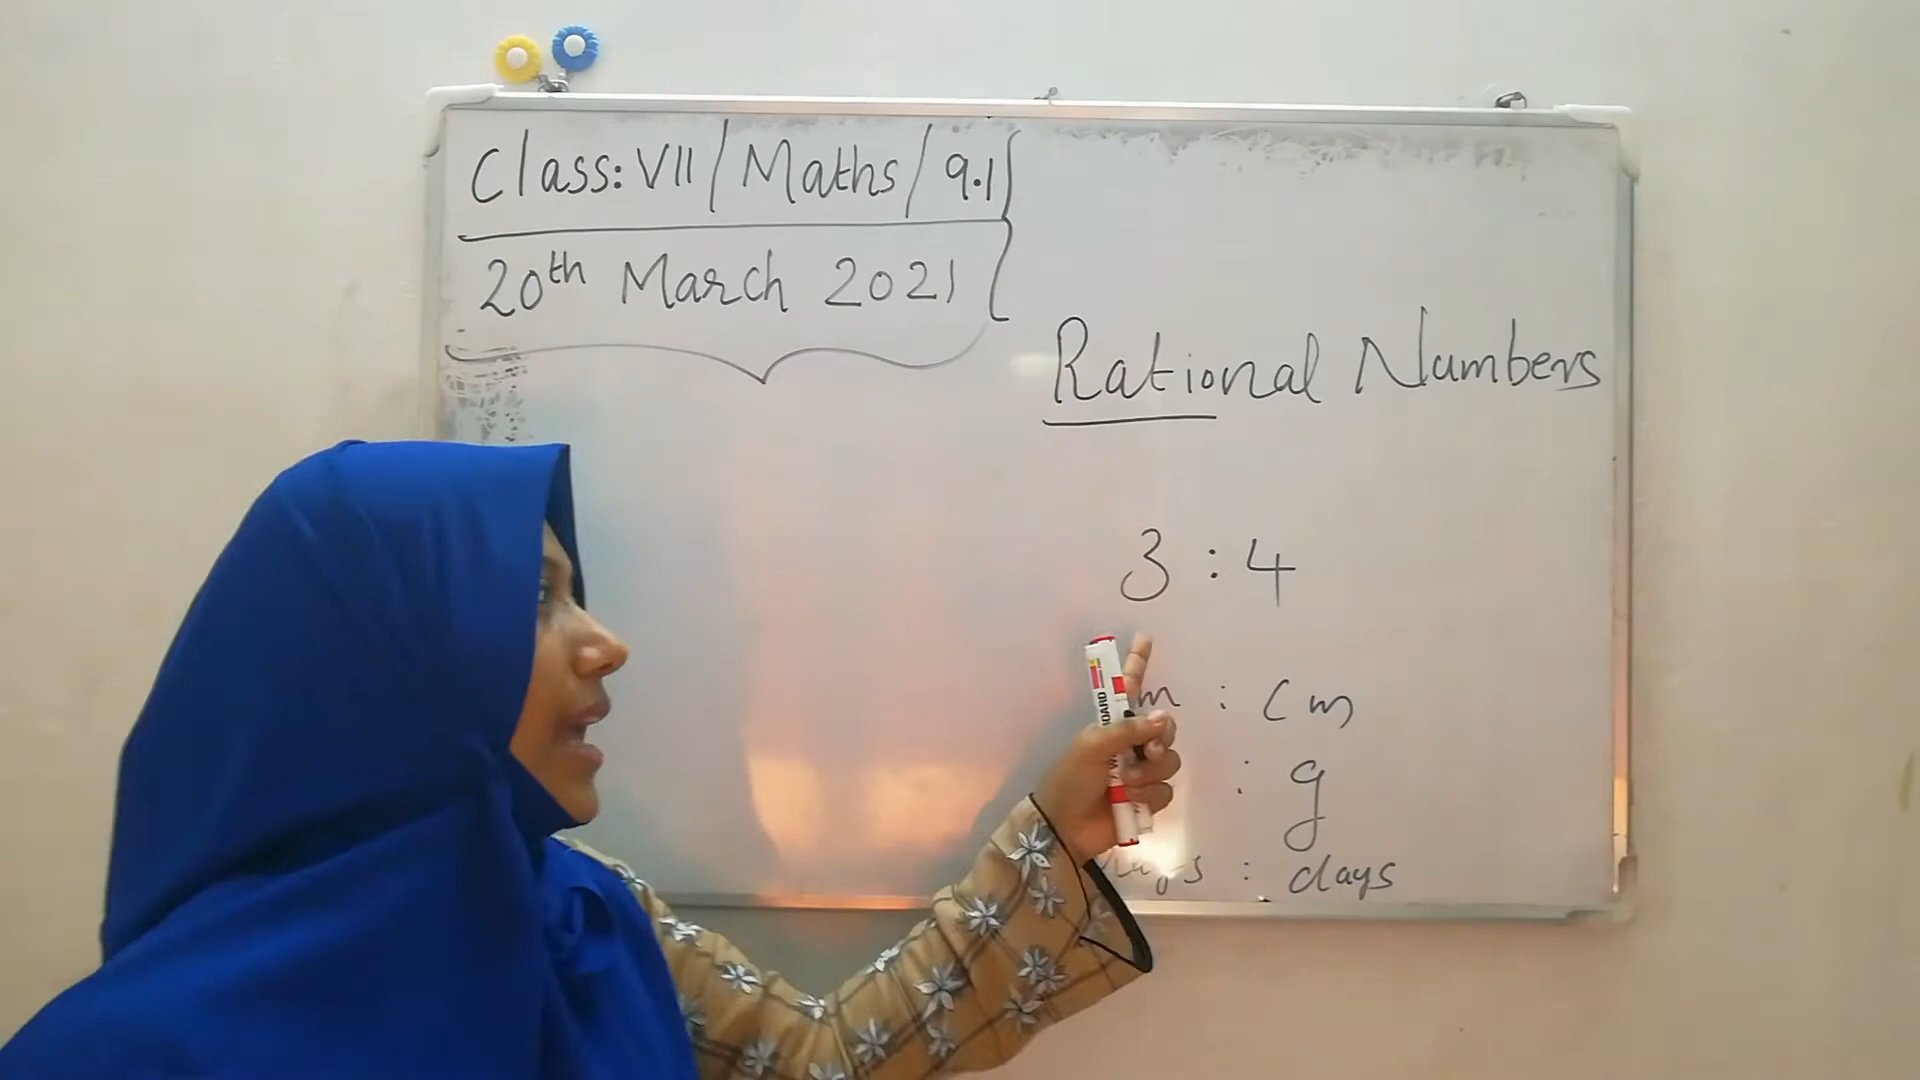 Class: VII / Maths / 9.1
20th March 2021
Rational Numbers
3 : 4
m : cm
: g
: days